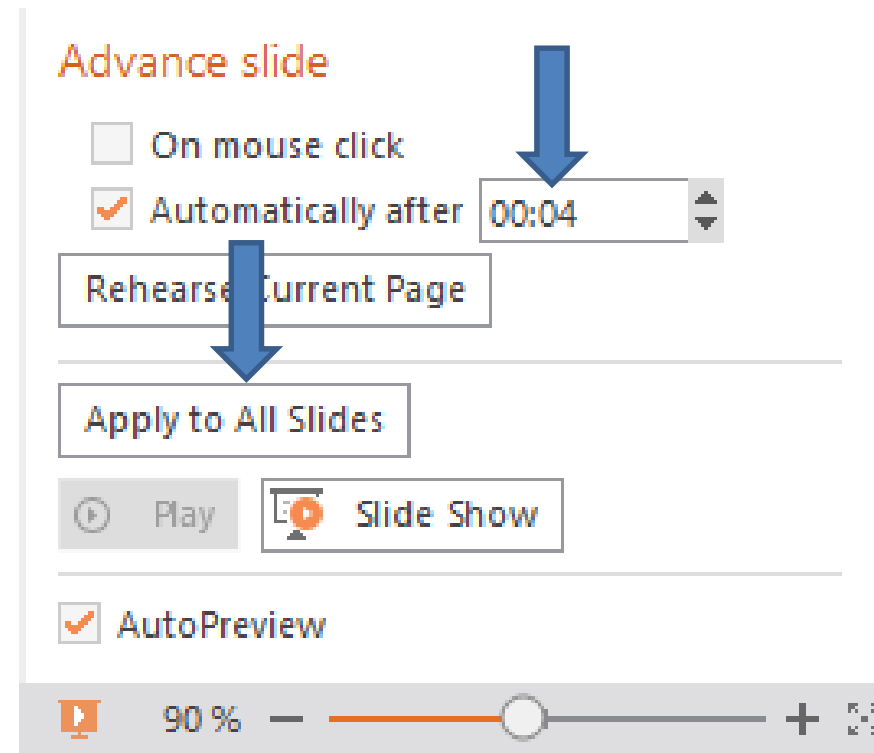 Advance slide
On mouse click
Automatically after 00:04
Rehearse Current Page
Apply to All Slides
Play Slide Show
AutoPreview
90 %